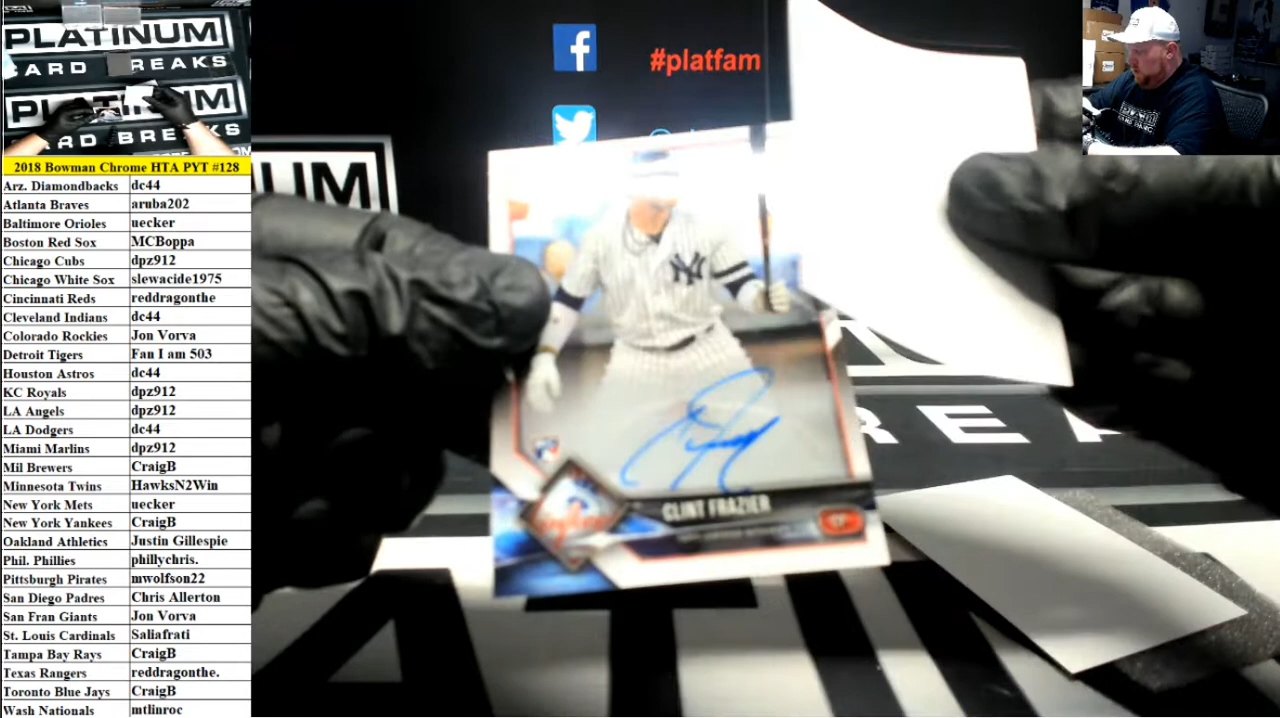 PLATINUM
CARD BREAKS
PLATINUM
CARD BREAKS
2018 Bowman Chrome HTA PYT #128
Arz. Diamondbacks dc44
Atlanta Braves aruba202
Baltimore Orioles uecker
Boston Red Sox MCBoppa
Chicago Cubs dpz912
Chicago White Sox slewacide1975
Cincinnati Reds reddragonthe
Cleveland Indians dc44
Colorado Rockies Jon Vorva
Detroit Tigers Fan I am 503
Houston Astros dc44
KC Royals dpz912
LA Angels dpz912
LA Dodgers dc44
Miami Marlins dpz912
Mil Brewers CraigB
Minnesota Twins HawksN2Win
New York Mets uecker
New York Yankees CraigB
Oakland Athletics Justin Gillespie
Phil. Phillies phillychris.
Pittsburgh Pirates mwolfson22
San Diego Padres Chris Allerton
San Fran Giants Jon Vorva
St. Louis Cardinals Saliafrati
Tampa Bay Rays CraigB
Texas Rangers reddragonthe.
Toronto Blue Jays CraigB
Wash Nationals mtlinroc
#platfam
UM
NY
CLINT FRAZIER
REA
ATIN